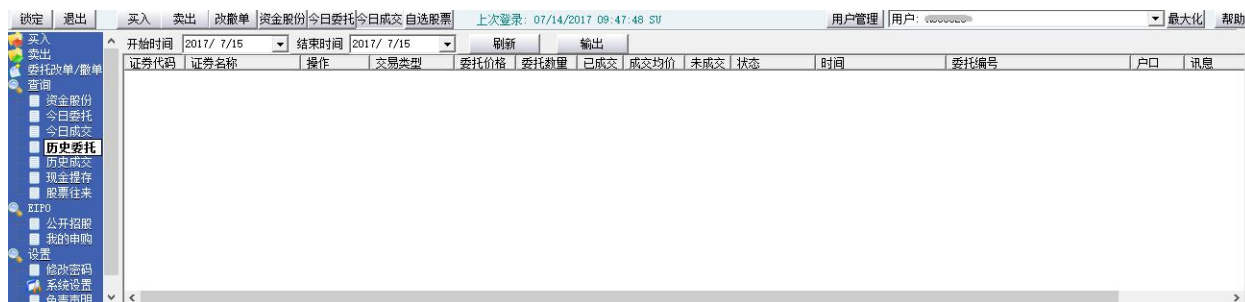 锁定 退出 买入 卖出 改撤单 资金股份 今日委托 今日成交 自选股票 上次登录: 07/14/2017 09:47:48 SU 用户管理 用户: 最大化 帮助
买入
卖出
委托改单/撤单
查询
资金股份
今日委托
今日成交
历史委托
历史成交
现金提存
股票往来
EIPO
公开招股
我的申购
设置
修改密码
系统设置
免责声明
开始时间 2017/ 7/15 结束时间 2017/ 7/15 刷新 输出
证券代码 证券名称 操作 交易类型 委托价格 委托数量 已成交 成交均价 未成交 状态 时间 委托编号 户口 讯息